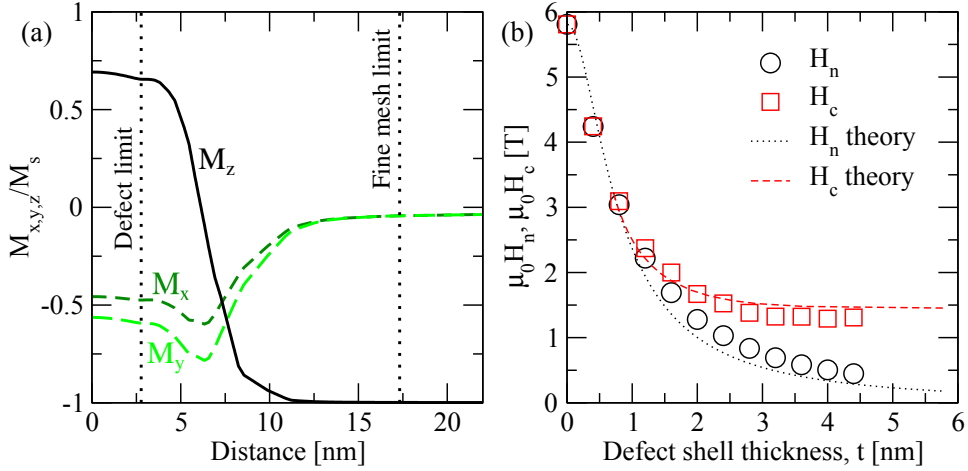 (a)
1
0.5
0
-0.5
-1
M_{x,y,z}/M_s
Defect limit
Fine mesh limit
M_z
M_x
M_y
0 5 10 15 20
Distance [nm]
(b)
6
5
4
3
2
1
0
μ_0H_n, μ_0H_c [T]
H_n
H_c
H_n theory
H_c theory
0 1 2 3 4 5 6
Defect shell thickness, t [nm]